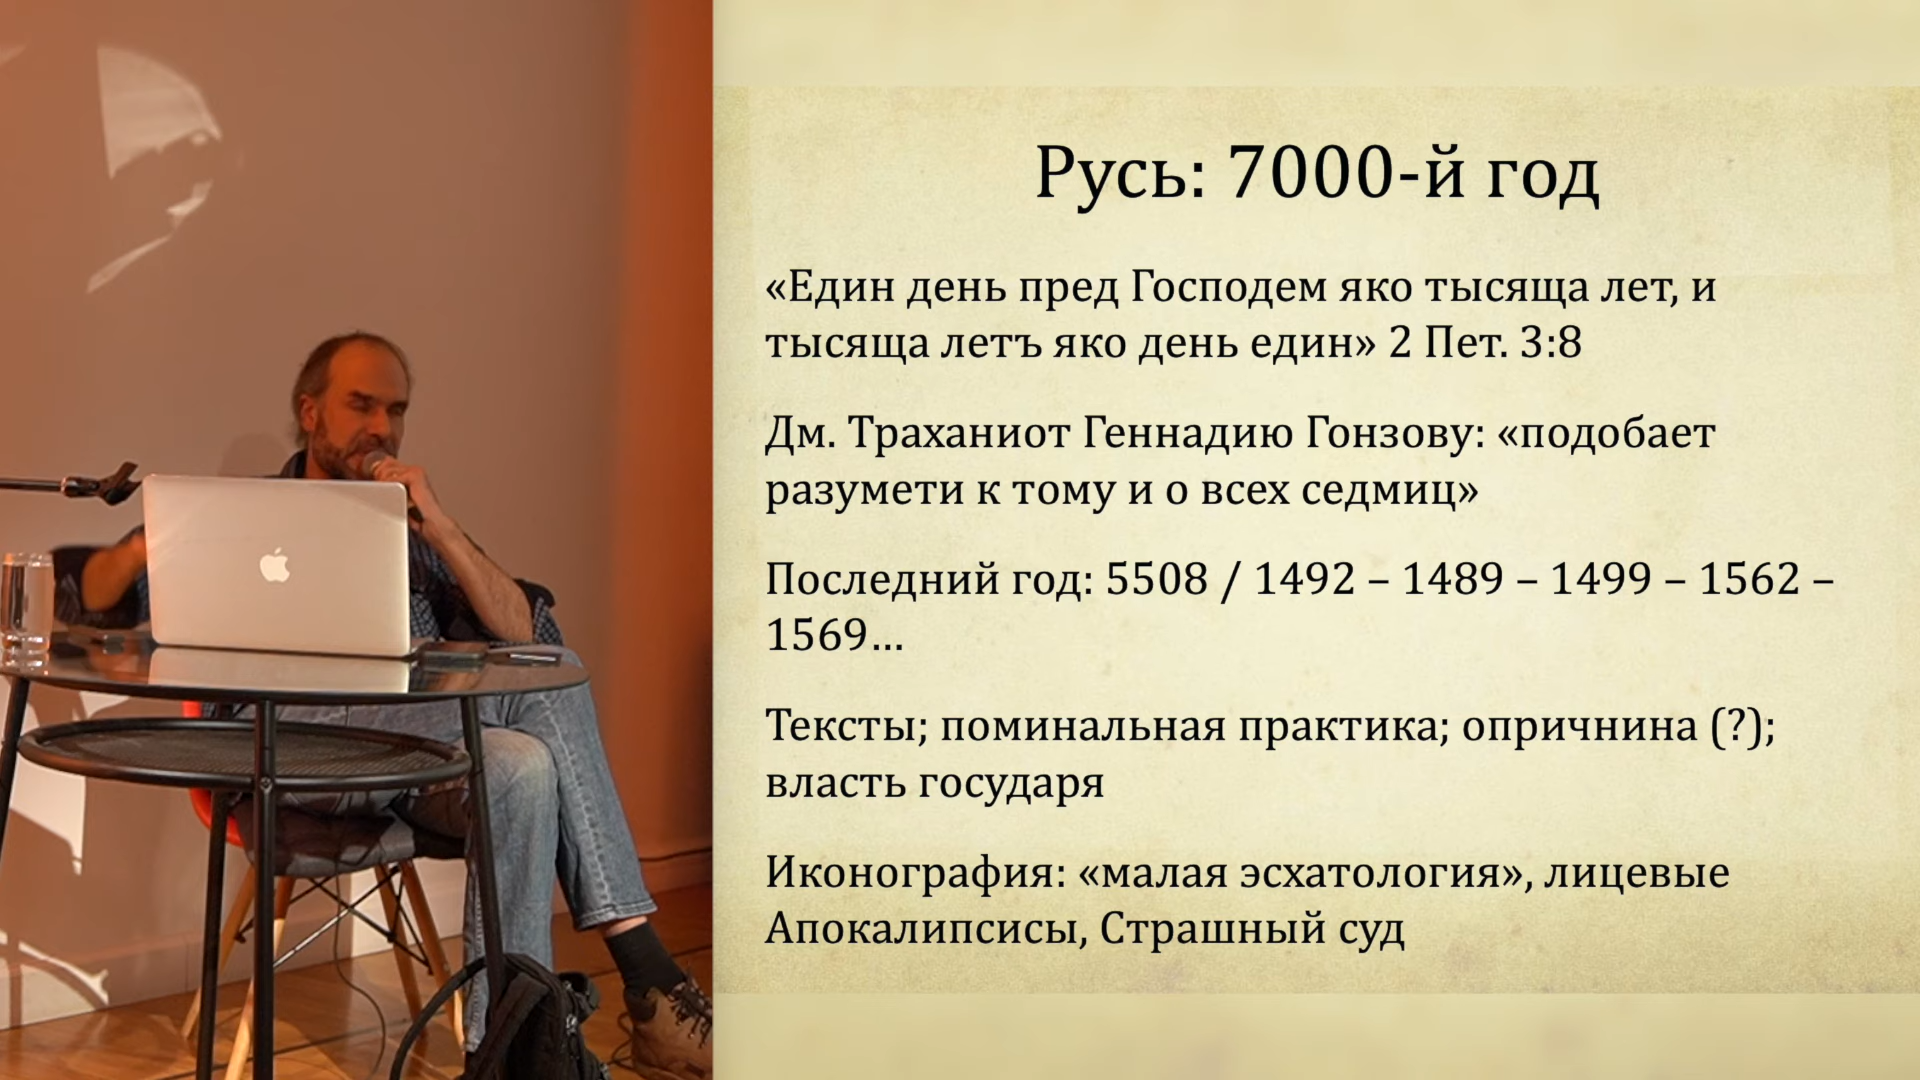 Русь: 7000-й год
«Един день пред Господем яко тысяща лет, и
тысяща летъ яко день един» 2 Пет. 3:8
Дм. Траханиот Геннадию Гонзову: «подобает
разумети к тому и о всех седмиц»
Последний год: 5508 / 1492 – 1489 – 1499 – 1562 –
1569...
Тексты; поминальная практика; опричнина (?);
власть государя
Иконография: «малая эсхатология», лицевые
Апокалипсисы, Страшный суд